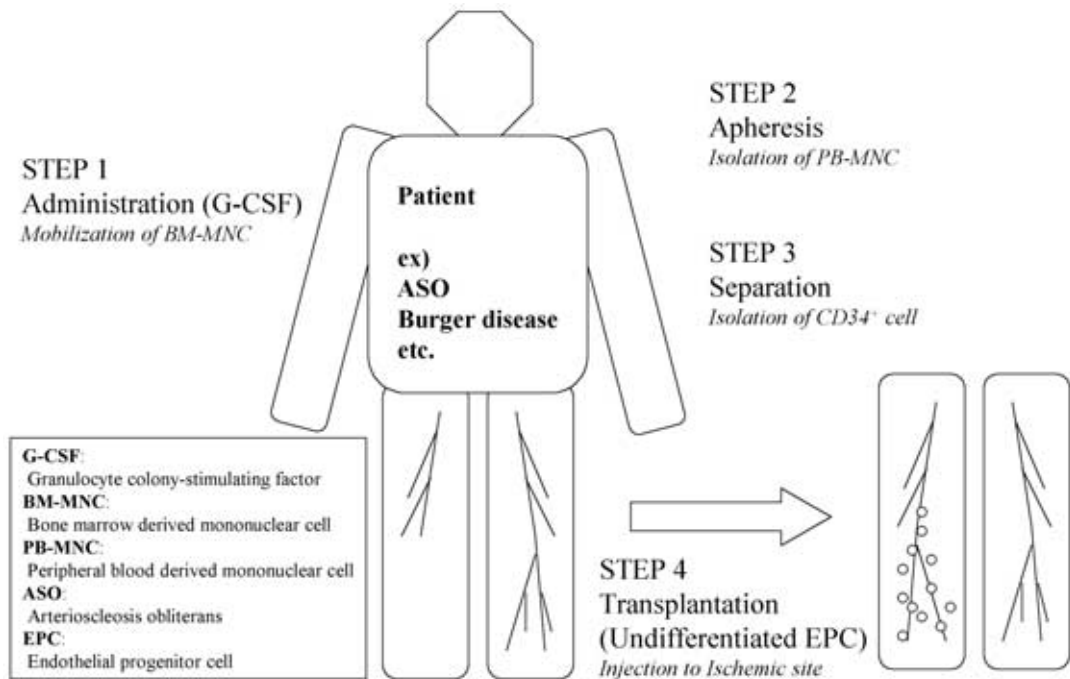 STEP 1
Administration (G-CSF)
Mobilization of BM-MNC
Patient
ex)
ASO
Burger disease
etc.
STEP 2
Apheresis
Isolation of PB-MNC
STEP 3
Separation
Isolation of CD34⁺ cell
G-CSF:
Granulocyte colony-stimulating factor
BM-MNC:
Bone marrow derived mononuclear cell
PB-MNC:
Peripheral blood derived mononuclear cell
ASO:
Arterioscleosis obliterans
EPC:
Endothelial progenitor cell
STEP 4
Transplantation
(Undifferentiated EPC)
Injection to Ischemic site